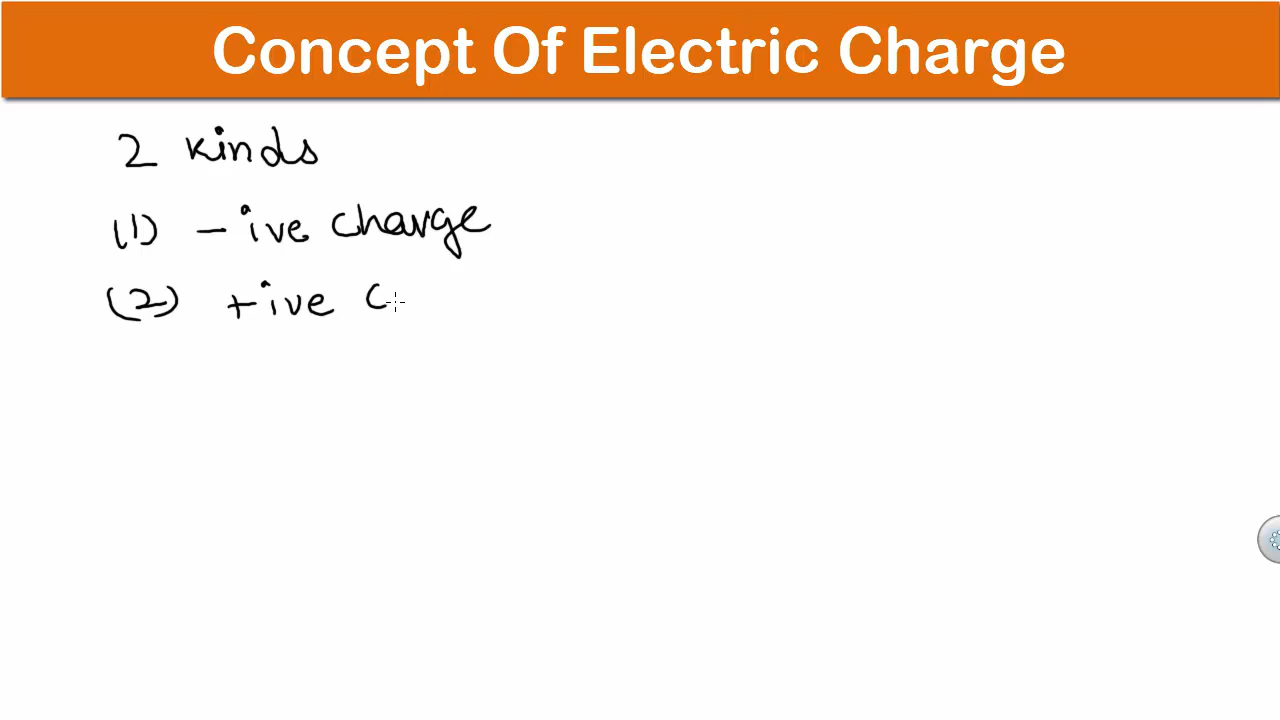 Concept Of Electric Charge
2 kinds
(1) -ive charge
(2) +ive c